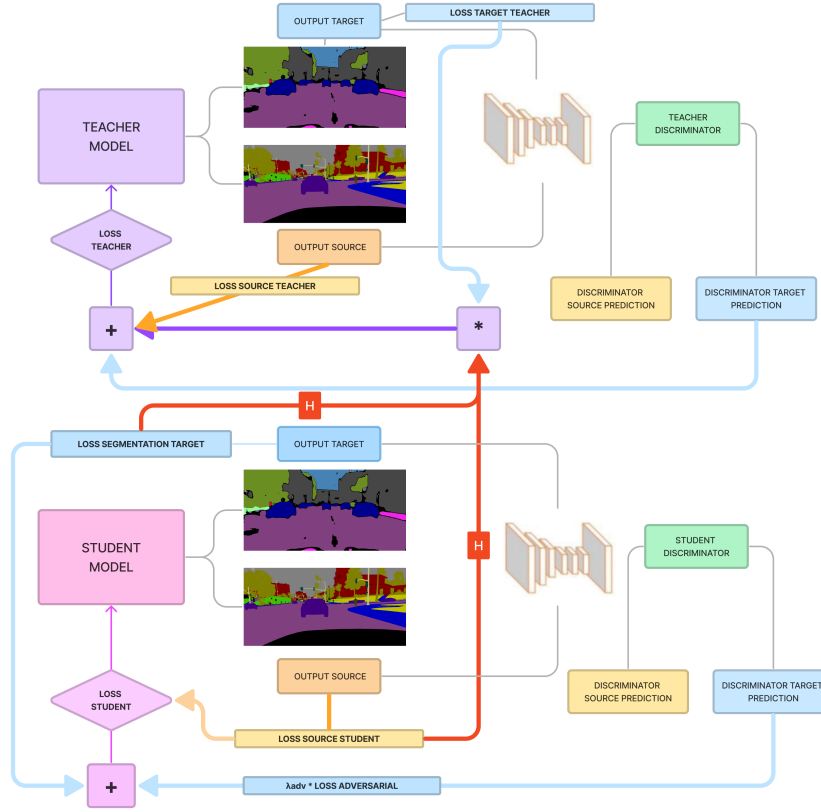 OUTPUT TARGET
LOSS TARGET TEACHER
TEACHER
MODEL
TEACHER
DISCRIMINATOR
LOSS
TEACHER
OUTPUT SOURCE
LOSS SOURCE TEACHER
DISCRIMINATOR
SOURCE PREDICTION
DISCRIMINATOR TARGET
PREDICTION
+
*
H
LOSS SEGMENTATION TARGET
OUTPUT TARGET
STUDENT
MODEL
H
STUDENT
DISCRIMINATOR
LOSS
STUDENT
OUTPUT SOURCE
DISCRIMINATOR
SOURCE PREDICTION
DISCRIMINATOR TARGET
PREDICTION
LOSS SOURCE STUDENT
+
λadv * LOSS ADVERSARIAL